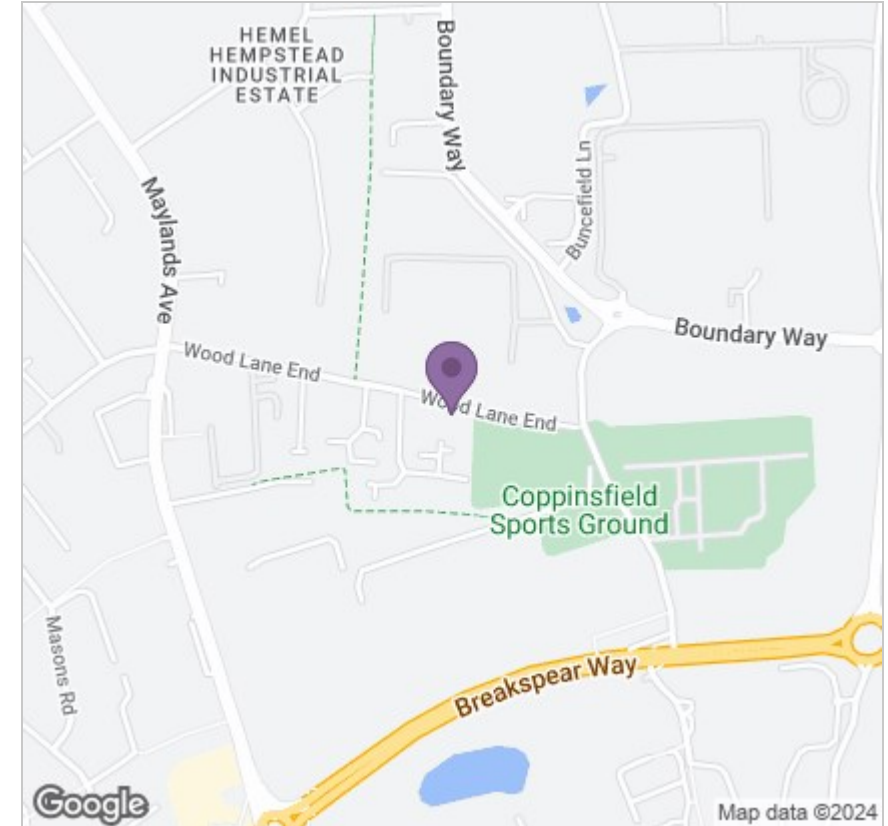 HEMEL
HEMPSTEAD
INDUSTRIAL
ESTATE
Boundary Way
Buncefield Ln
Maylands Ave
Boundary Way
Wood Lane End
Wood Lane End
Coppinsfield
Sports Ground
Masons Rd
Breakspear Way
Google
Map data ©2024